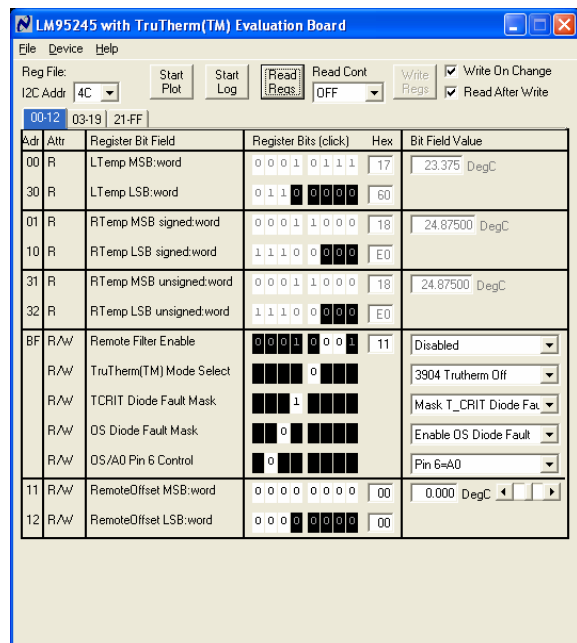 LM95245 with TruTherm(TM) Evaluation Board
File Device Help
Reg File:
I2C Addr 4C
Start Plot
Start Log
Read Regs
Read Cont
OFF
Write Regs
Write On Change
Read After Write
00-12 03-19 21-FF
Adr Attr Register Bit Field Register Bits (click) Hex Bit Field Value
00 R LTemp MSB:word 0 0 0 1 0 1 1 1 17 23.375 DegC
30 R LTemp LSB:word 0 1 1 0 0 0 0 0 60
01 R RTemp MSB signed:word 0 0 0 1 1 0 0 0 18 24.87500 DegC
10 R RTemp LSB signed:word 1 1 1 0 0 0 0 0 E0
31 R RTemp MSB unsigned:word 0 0 0 1 1 0 0 0 18 24.87500 DegC
32 R RTemp LSB unsigned:word 1 1 1 0 0 0 0 0 E0
BF R/W Remote Filter Enable 0 0 0 1 0 0 0 1 11 Disabled
R/W TruTherm(TM) Mode Select 0 3904 Trutherm Off
R/W TCRIT Diode Fault Mask 1 Mask T_CRIT Diode Fau
R/W OS Diode Fault Mask 0 Enable OS Diode Fault
R/W OS/A0 Pin 6 Control 0 Pin 6=A0
11 R/W RemoteOffset MSB:word 0 0 0 0 0 0 0 0 00 0.000 DegC
12 R/W RemoteOffset LSB:word 0 0 0 0 0 0 0 0 00